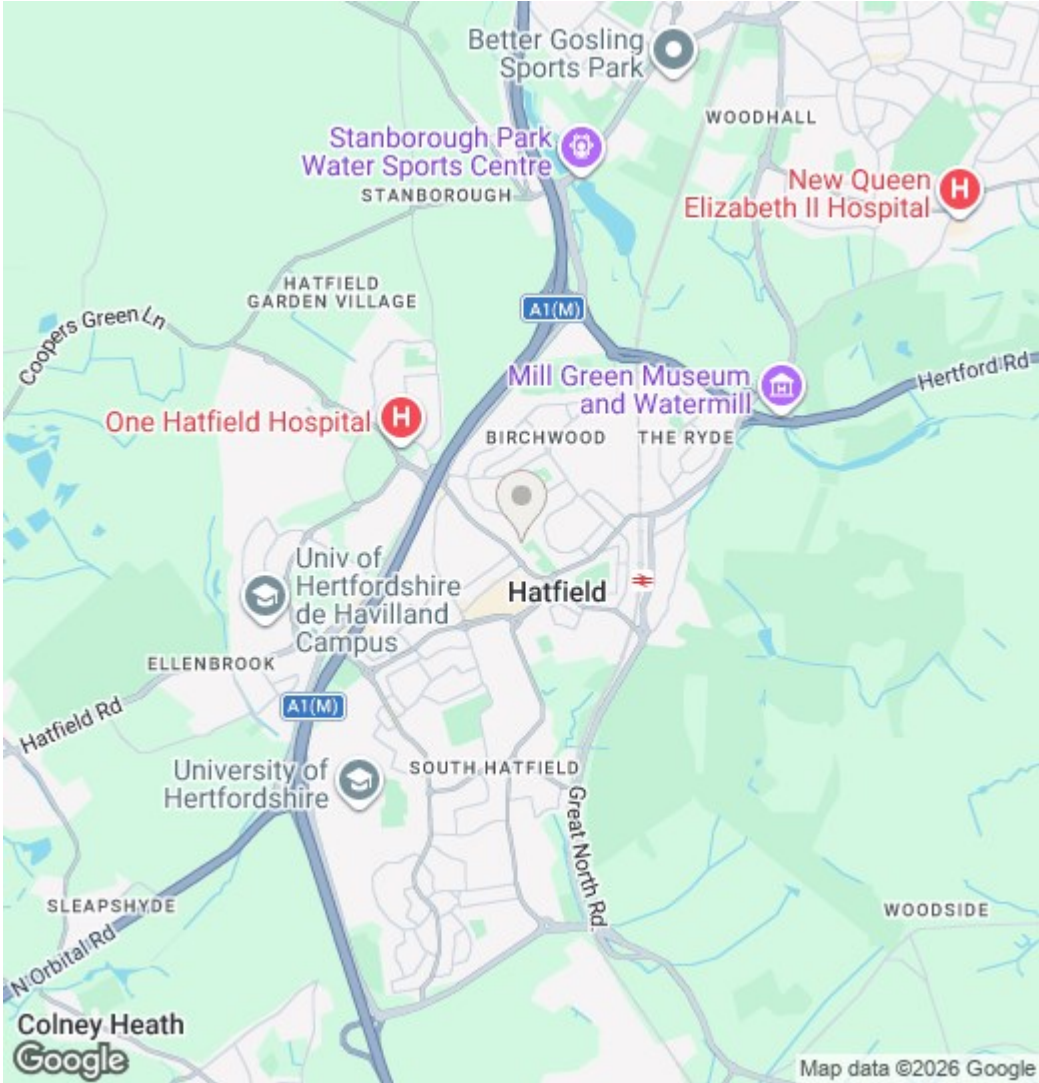 Better Gosling
Sports Park
WOODHALL
Stanborough Park
Water Sports Centre
STANBOROUGH
New Queen
Elizabeth II Hospital
HATFIELD
GARDEN VILLAGE
A1(M)
Coopers Green Ln
Mill Green Museum
and Watermill
Hertford Rd
One Hatfield Hospital
BIRCHWOOD
THE RYDE
Univ of
Hertfordshire
de Havilland
Campus
Hatfield
ELLENBROOK
A1(M)
Hatfield Rd
University of
Hertfordshire
SOUTH HATFIELD
Great North Rd.
SLEAPSHYDE
WOODSIDE
N Orbital Rd
Colney Heath
Google
Map data ©2026 Google